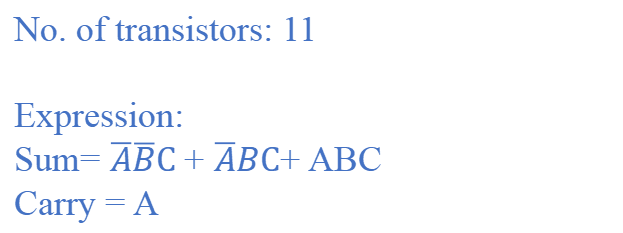 No. of transistors: 11
Expression:
Sum= A̅B̅C + A̅BC+ ABC
Carry = A